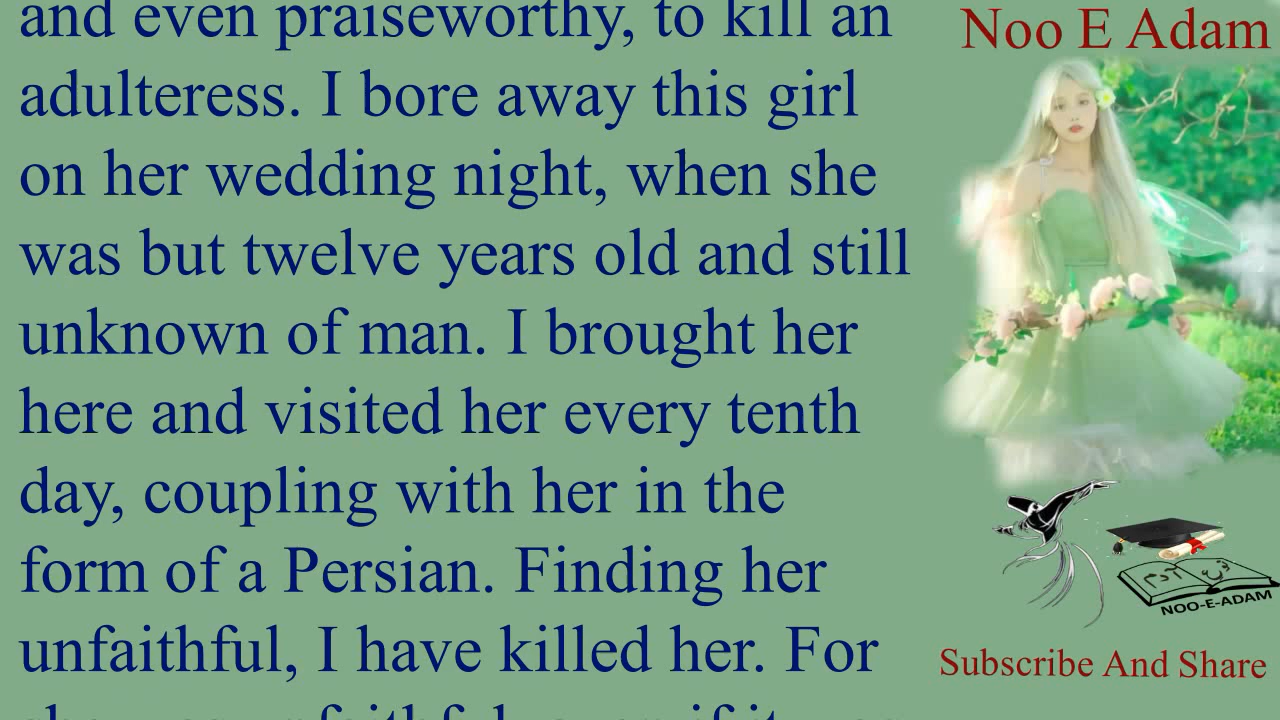 and even praiseworthy, to kill an
adulteress. I bore away this girl
on her wedding night, when she
was but twelve years old and still
unknown of man. I brought her
here and visited her every tenth
day, coupling with her in the
form of a Persian. Finding her
unfaithful, I have killed her. For
Noo E Adam
نوع آدم
NOO-E-ADAM
Subscribe And Share